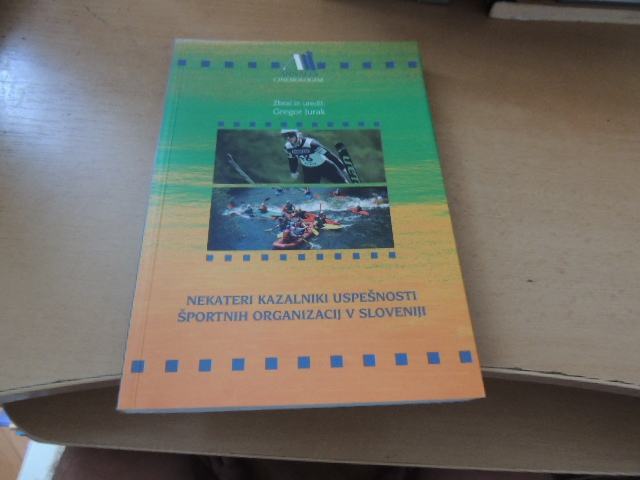 Zbral in uredil:
Gregor Jurak
NEKATERI KAZALNIKI USPEŠNOSTI
ŠPORTNIH ORGANIZACIJ V SLOVENIJI